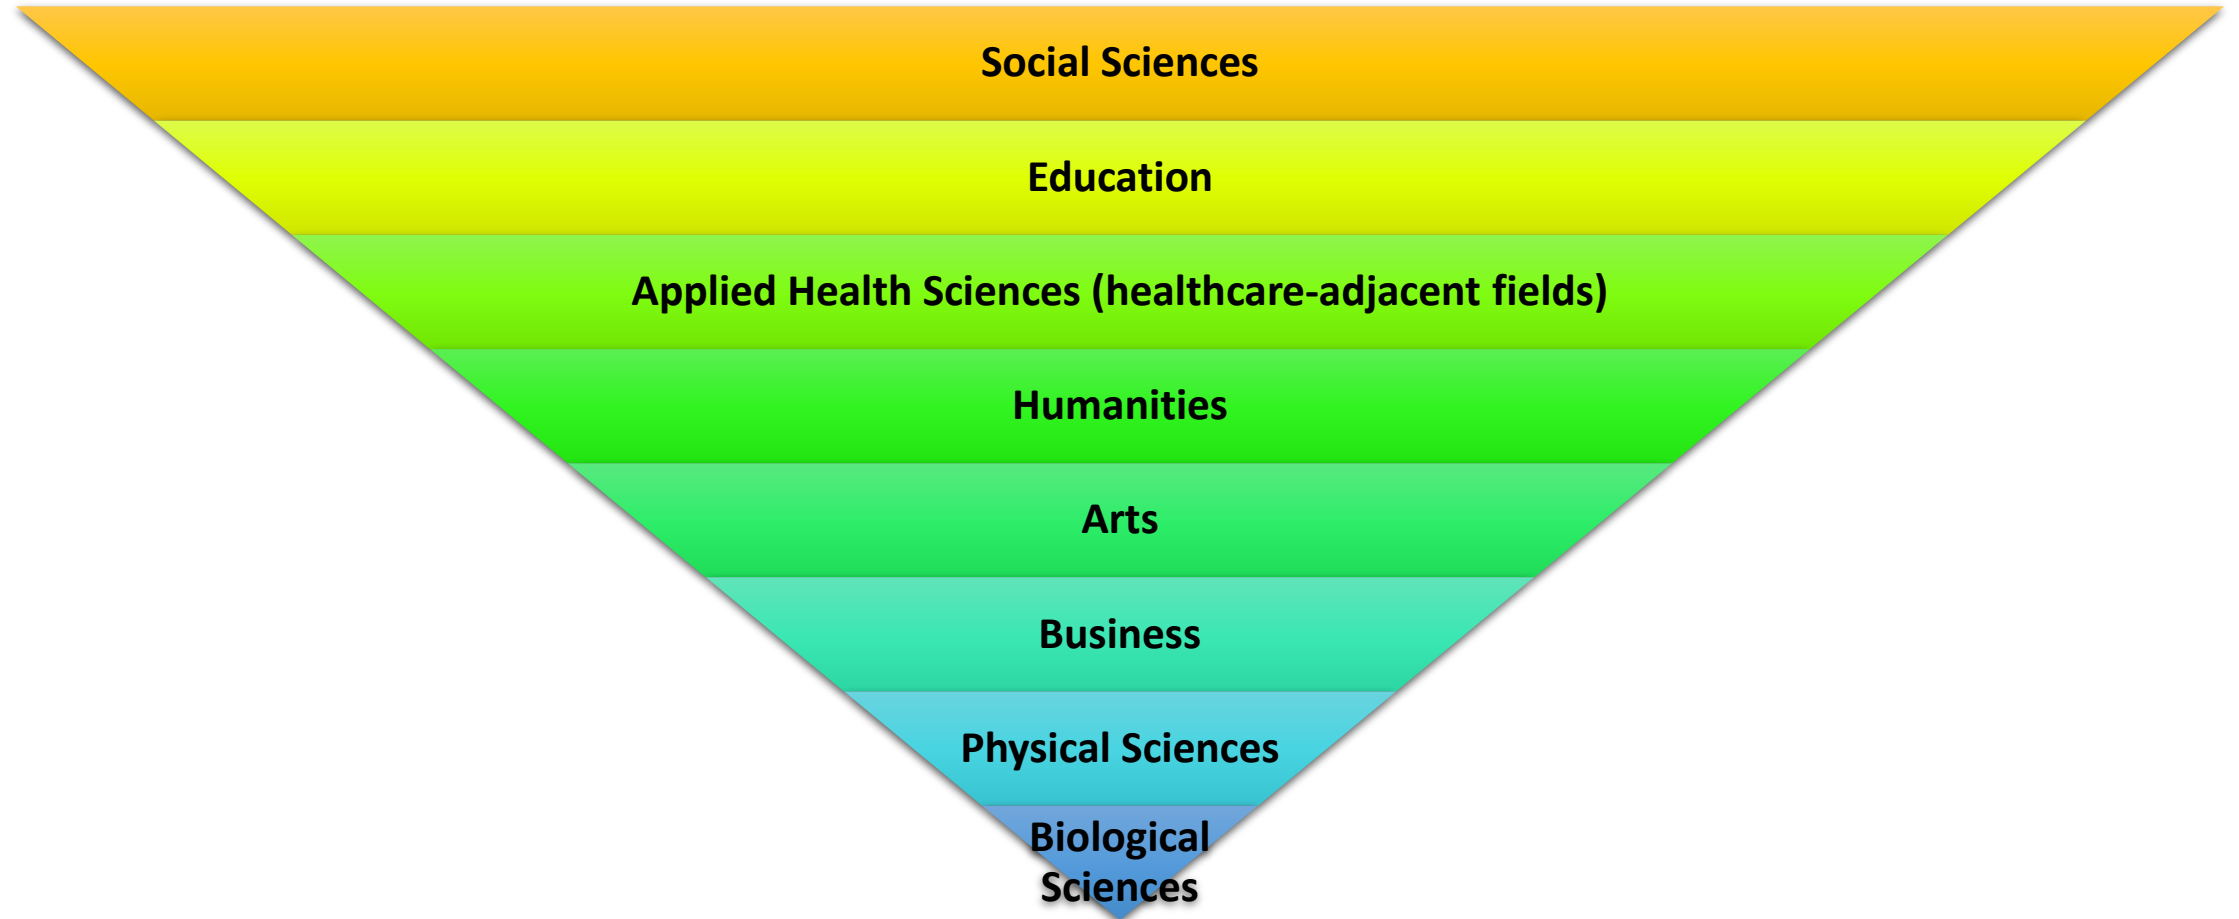 Social Sciences
Education
Applied Health Sciences (healthcare-adjacent fields)
Humanities
Arts
Business
Physical Sciences
Biological
Sciences